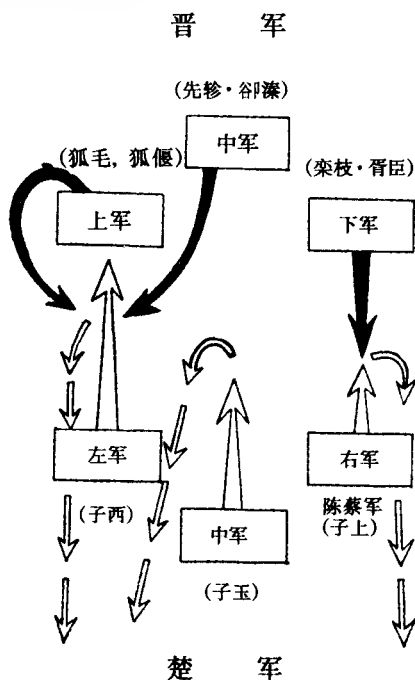 晋 军
(先轸·郤溱)
中军
(狐毛，狐偃)
上军
(栾枝·胥臣)
下军
左军
(子西)
中军
(子玉)
右军
陈蔡军
(子上)
楚 军